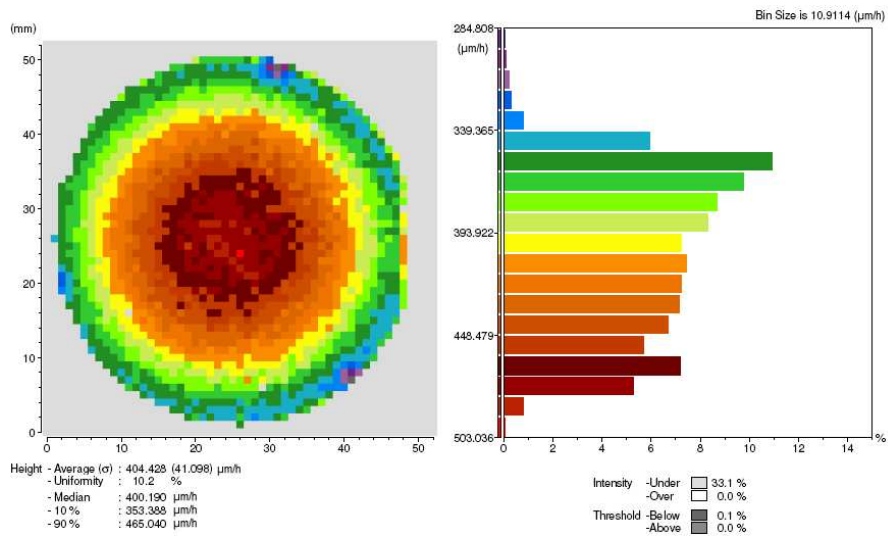 Bin Size is 10.9114 (µm/h)
(mm)
50
40
30
20
10
0
0 10 20 30 40 50
284.808
(µm/h)
339.365
393.922
448.479
503.036
0 2 4 6 8 10 12 14 %
Height - Average (σ) : 404.428 (41.098) µm/h
- Uniformity : 10.2 %
- Median : 400.190 µm/h
- 10 % : 353.388 µm/h
- 90 % : 465.040 µm/h
Intensity -Under 33.1 %
-Over 0.0 %
Threshold -Below 0.1 %
-Above 0.0 %